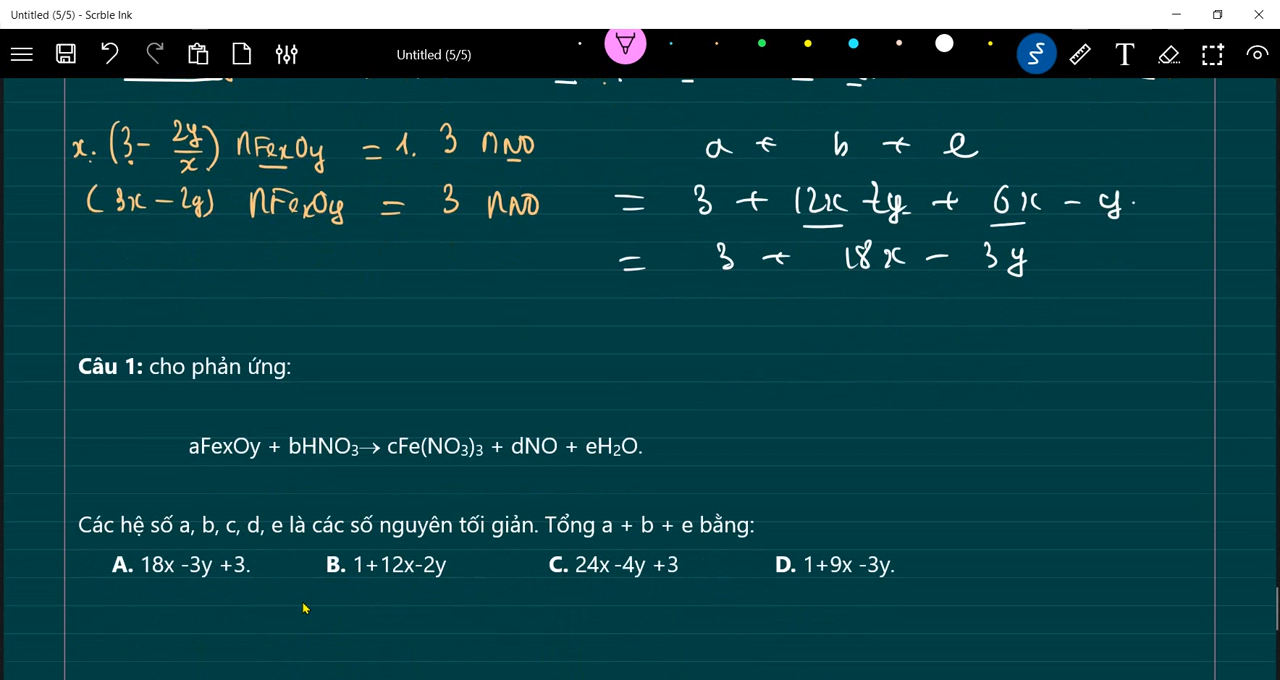 Untitled (5/5) - Scrble Ink
Untitled (5/5)
T
x. (3 - 2y/x) nFexOy = 1. 3 nNO
(3x - 2y) nFexOy = 3 nNO
a + b + e
= 3 + 12x - 2y + 6x - y.
= 3 + 18x - 3y
Câu 1: cho phản ứng:
aFexOy + bHNO₃→ cFe(NO₃)₃ + dNO + eH₂O.
Các hệ số a, b, c, d, e là các số nguyên tối giản. Tổng a + b + e bằng:
A. 18x -3y +3. B. 1+12x-2y C. 24x -4y +3 D. 1+9x -3y.